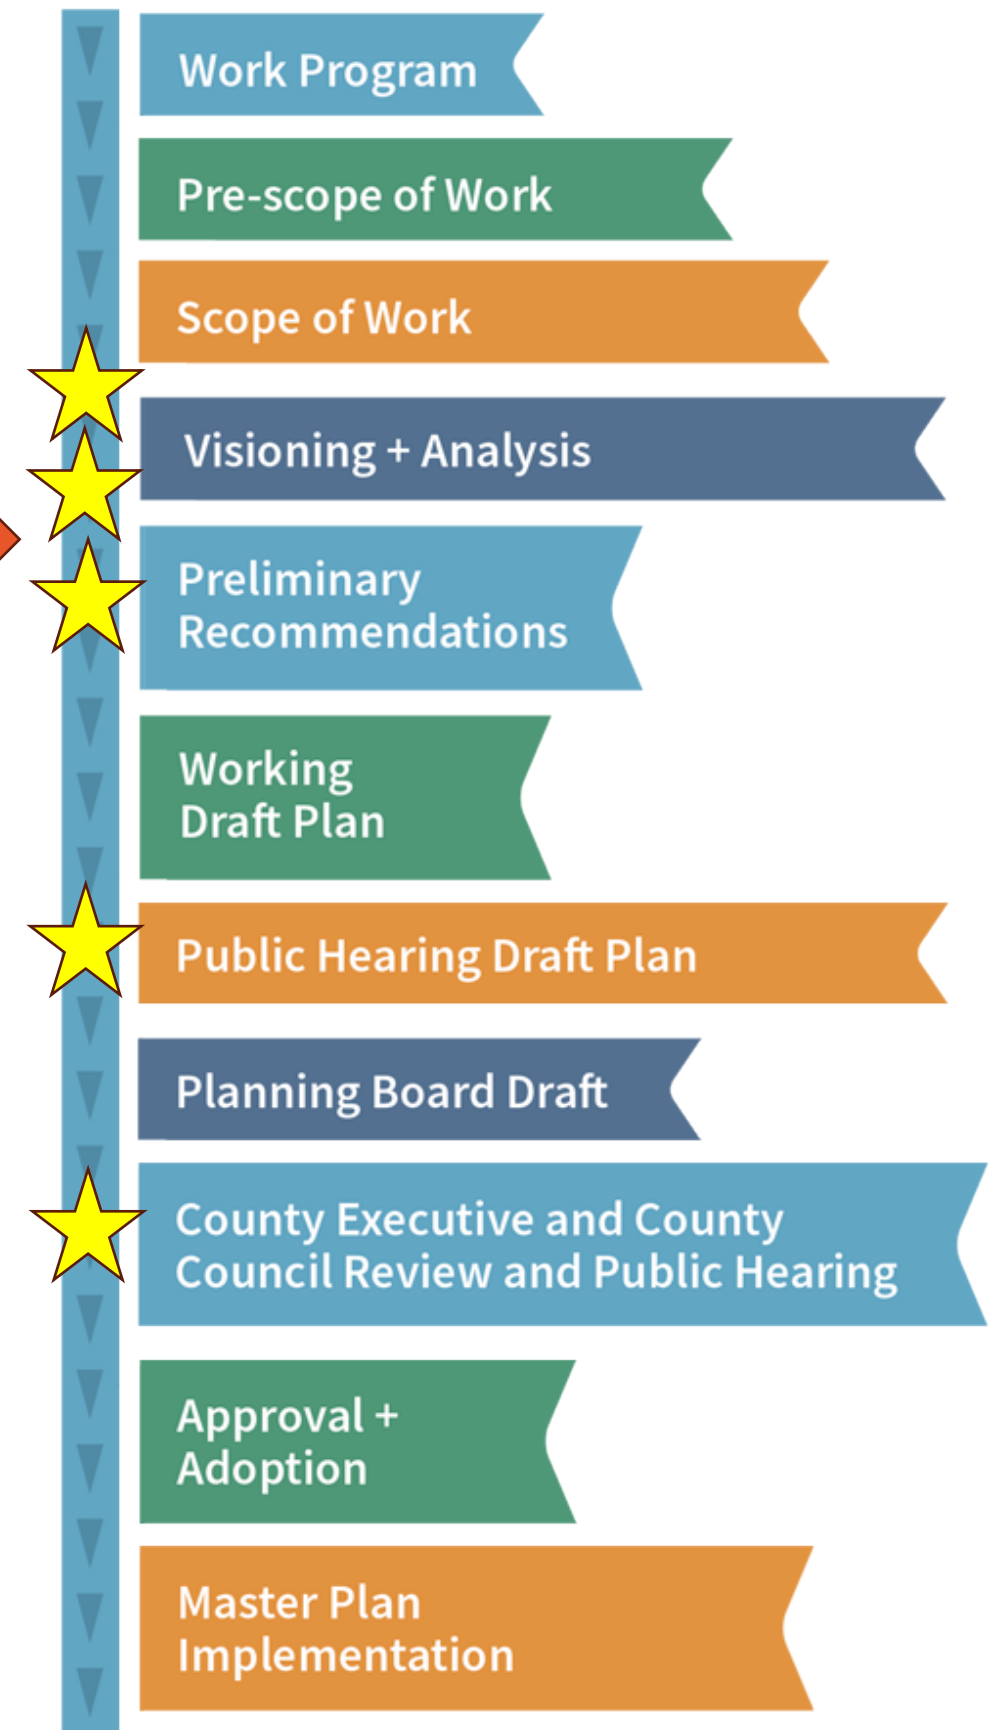 Work Program
Pre-scope of Work
Scope of Work
Visioning + Analysis
Preliminary
Recommendations
Working
Draft Plan
Public Hearing Draft Plan
Planning Board Draft
County Executive and County
Council Review and Public Hearing
Approval +
Adoption
Master Plan
Implementation